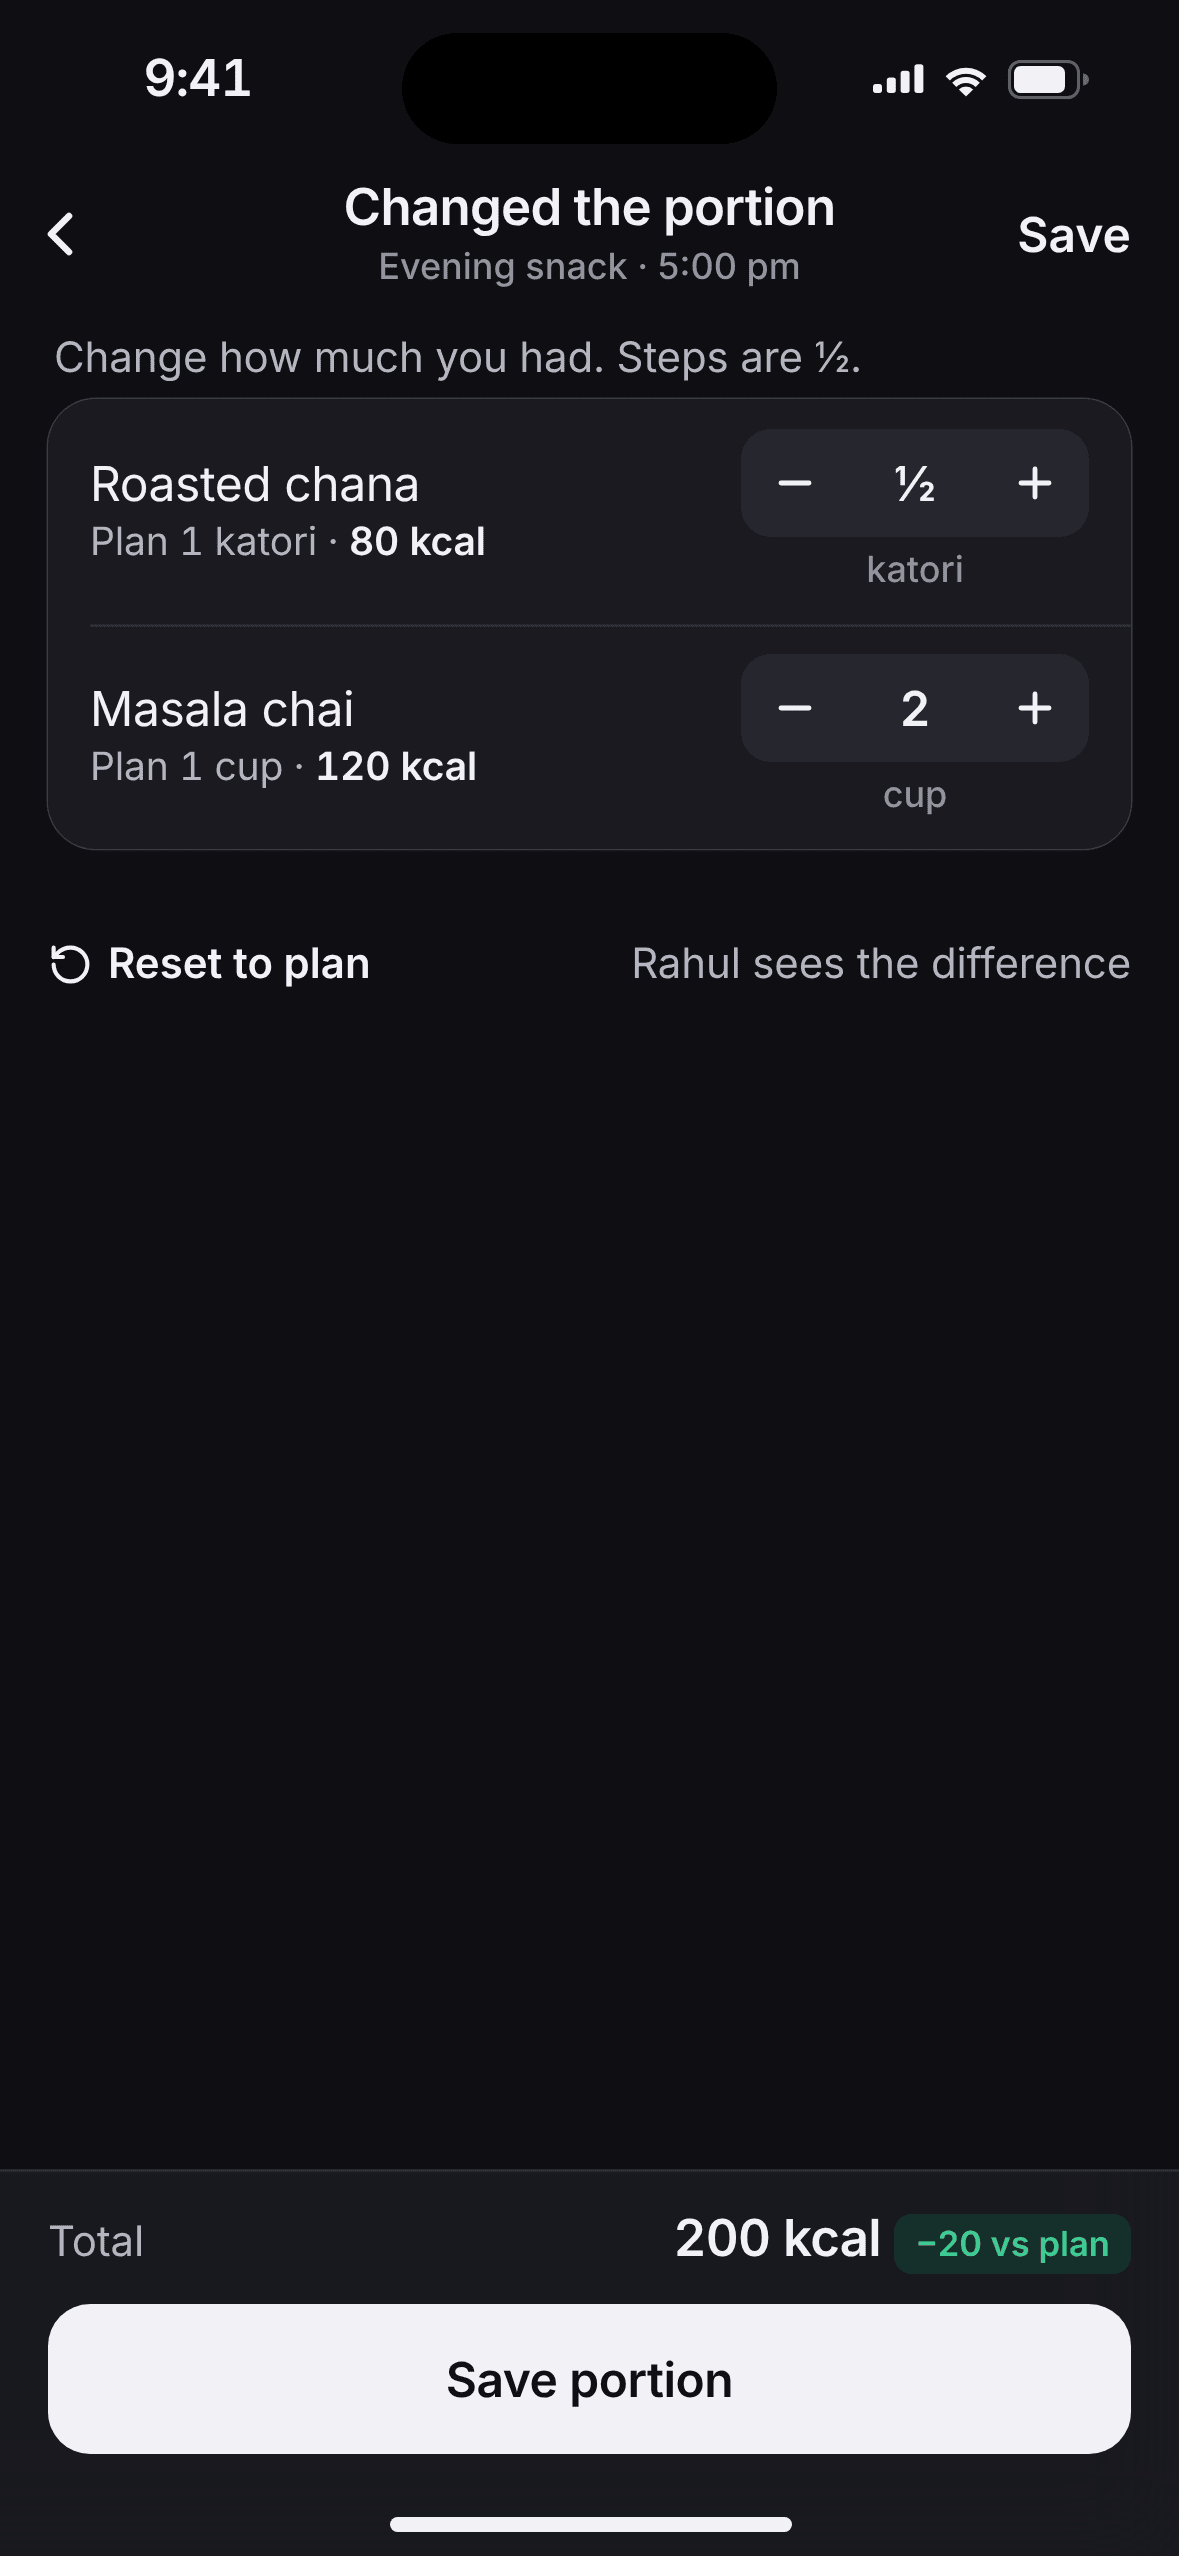 9:41
Changed the portion
Save
Evening snack · 5:00 pm
Change how much you had. Steps are ½.
Roasted chana
Plan 1 katori · 80 kcal
− ½ +
katori
Masala chai
Plan 1 cup · 120 kcal
− 2 +
cup
Reset to plan
Rahul sees the difference
Total
200 kcal −20 vs plan
Save portion